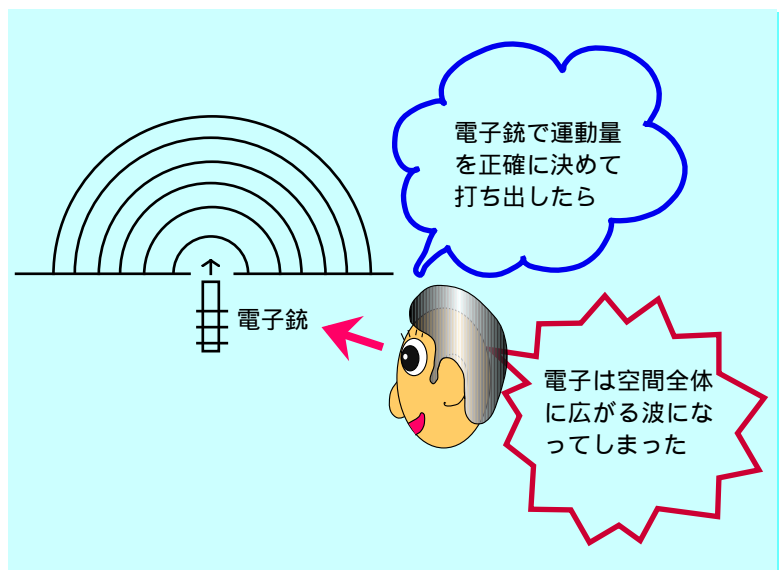 電子銃で運動量
を正確に決めて
打ち出したら
電子銃
電子は空間全体
に広がる波にな
ってしまった